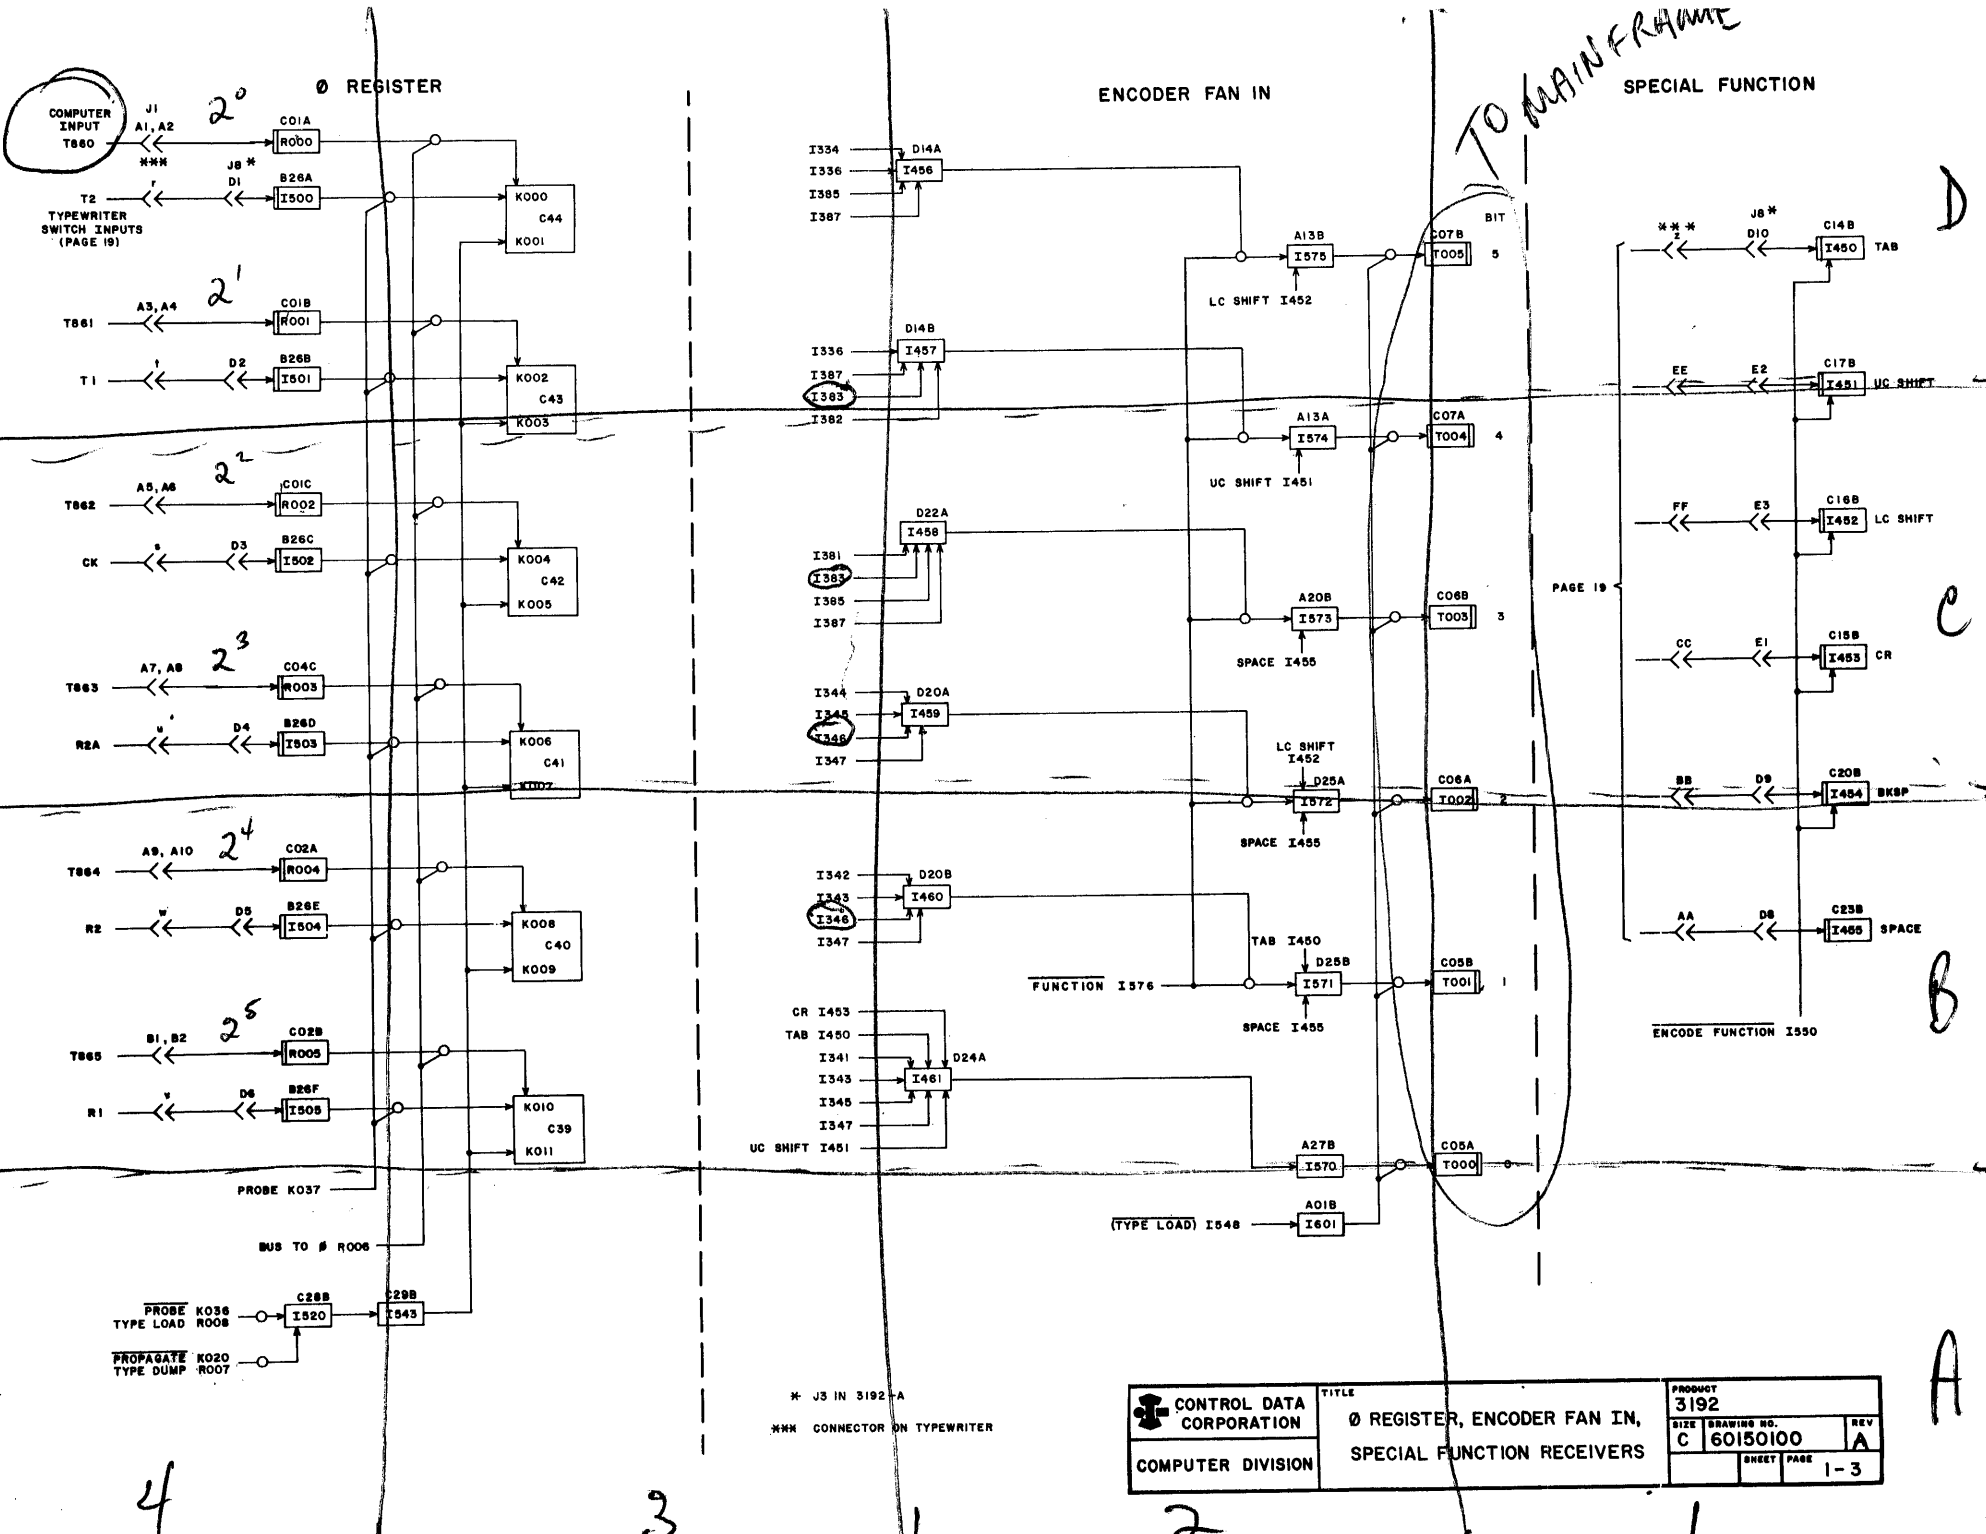 Ø REGISTER
ENCODER FAN IN
TO MAINFRAME
SPECIAL FUNCTION
COMPUTER
INPUT
T860
J1
A1, A2
***
2⁰
C01A
R000
T2
TYPEWRITER
SWITCH INPUTS
(PAGE 19)
r
J8 *
D1
B26A
I500
K000
C44
K001
T861
A3, A4
2¹
C01B
R001
T1
t
D2
B26B
I501
K002
C43
K003
T862
A5, A6
2²
C01C
R002
CK
s
D3
B26C
I502
K004
C42
K005
T863
A7, A8
2³
C04C
R003
R2A
u
D4
B26D
I503
K006
C41
K007
T864
A9, A10
2⁴
C02A
R004
R2
w
D5
B26E
I504
K008
C40
K009
T865
B1, B2
2⁵
C02B
R005
R1
v
D6
B26F
I505
K010
C39
K011
PROBE K037
BUS TO Ø R006
PROBE K036
TYPE LOAD R008
C28B
I520
C29B
I543
PROPAGATE K020
TYPE DUMP R007
I334
I336
I385
I387
D14A
I456
I336
I387
I383
I382
D14B
I457
I381
I383
I385
I387
D22A
I458
I344
I345
I346
I347
D20A
I459
I342
I343
I346
I347
D20B
I460
FUNCTION I576
CR I453
TAB I450
I341
I343
I345
I347
UC SHIFT I451
D24A
I461
A13B
I575
LC SHIFT I452
A13A
I574
UC SHIFT I451
A20B
I573
SPACE I455
LC SHIFT
I452
D25A
I572
SPACE I455
TAB I450
D25B
I571
SPACE I455
A27B
I570
(TYPE LOAD) I548
A01B
I601
BIT
C07B
T005
5
C07A
T004
4
C06B
T003
3
C06A
T002
2
C05B
T001
1
C05A
T000
0
PAGE 19
***
z
J8 *
D10
C14B
I450
TAB
EE
E2
C17B
I451
UC SHIFT
FF
E3
C16B
I452
LC SHIFT
CC
E1
C15B
I453
CR
BB
D9
C20B
I454
BKSP
AA
D8
C23B
I455
SPACE
ENCODE FUNCTION I550
D
C
B
A
* J3 IN 3192-A
*** CONNECTOR ON TYPEWRITER
CONTROL DATA
CORPORATION
COMPUTER DIVISION
TITLE
Ø REGISTER, ENCODER FAN IN,
SPECIAL FUNCTION RECEIVERS
PRODUCT
3192
SIZE
C
DRAWING NO.
60150100
REV
A
SHEET
PAGE
1-3
4
3
2
1